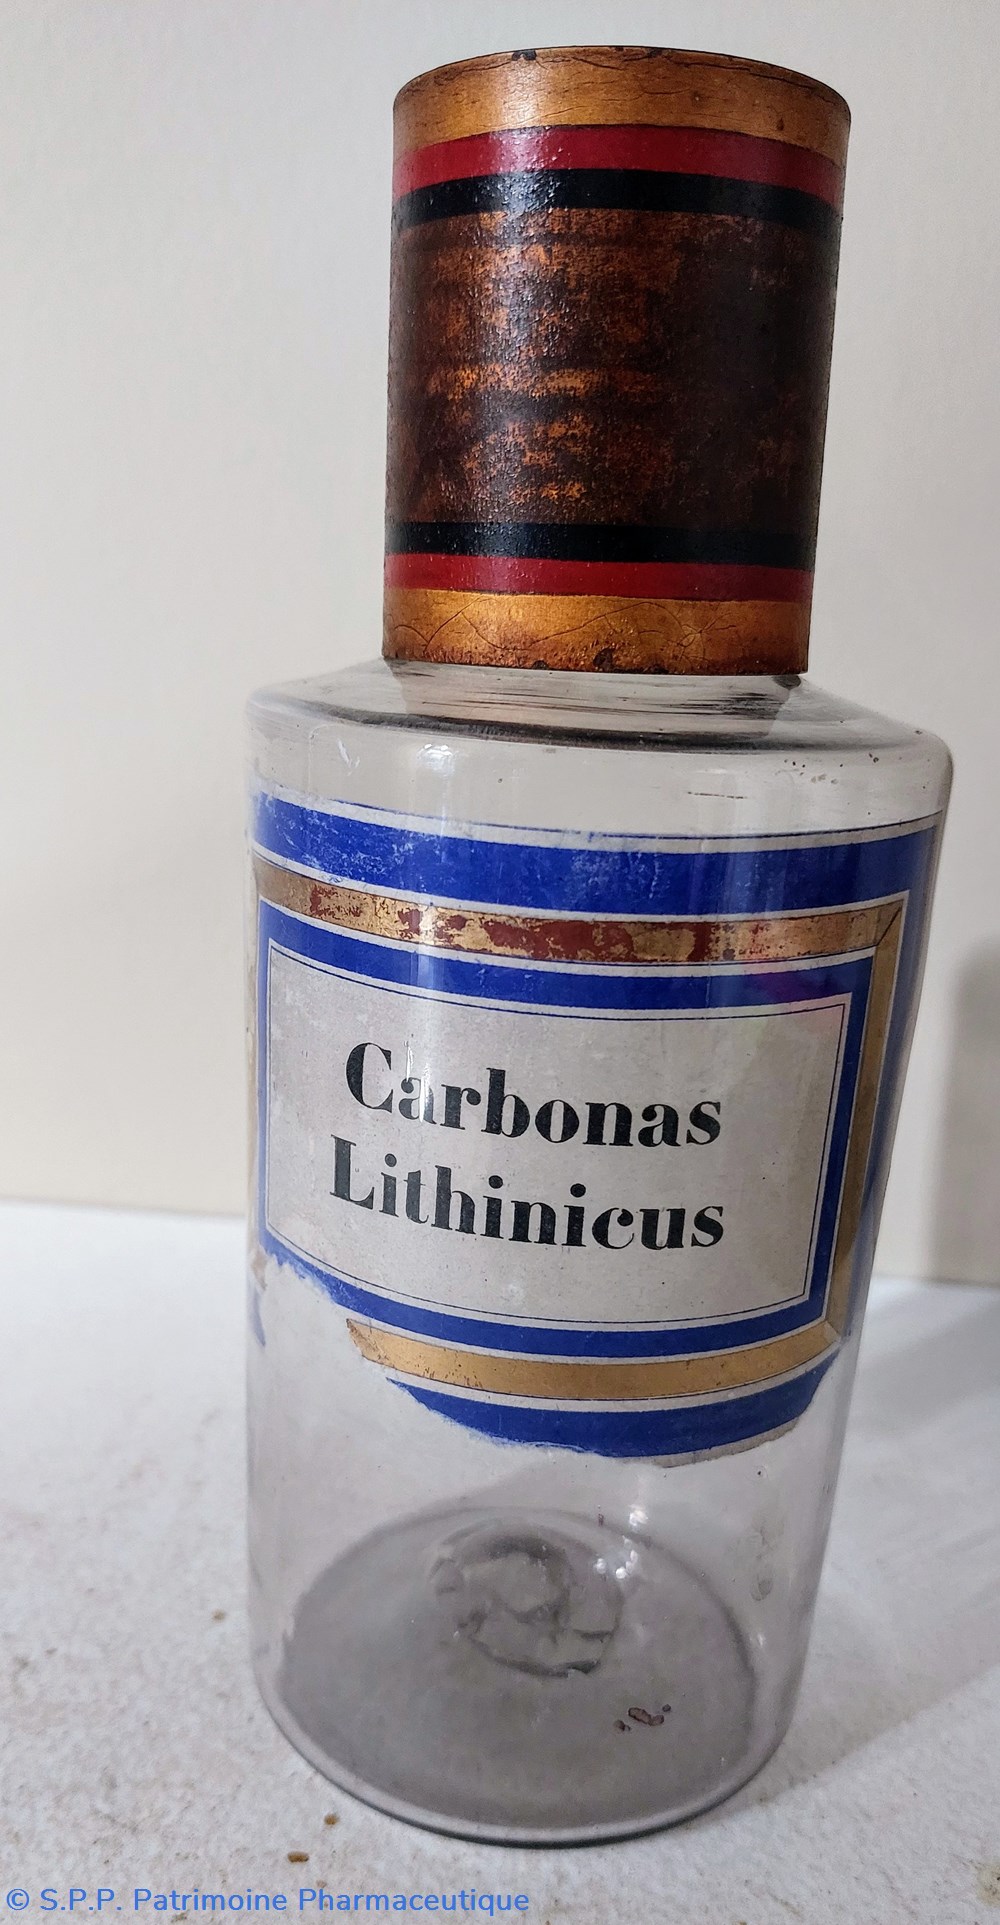 Carbonas
Lithinicus
© S.P.P. Patrimoine Pharmaceutique